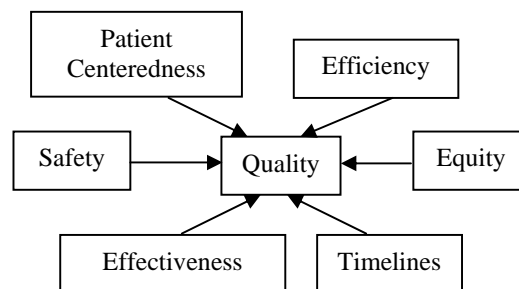 Patient
Centeredness
Efficiency
Safety
Quality
Equity
Effectiveness
Timelines